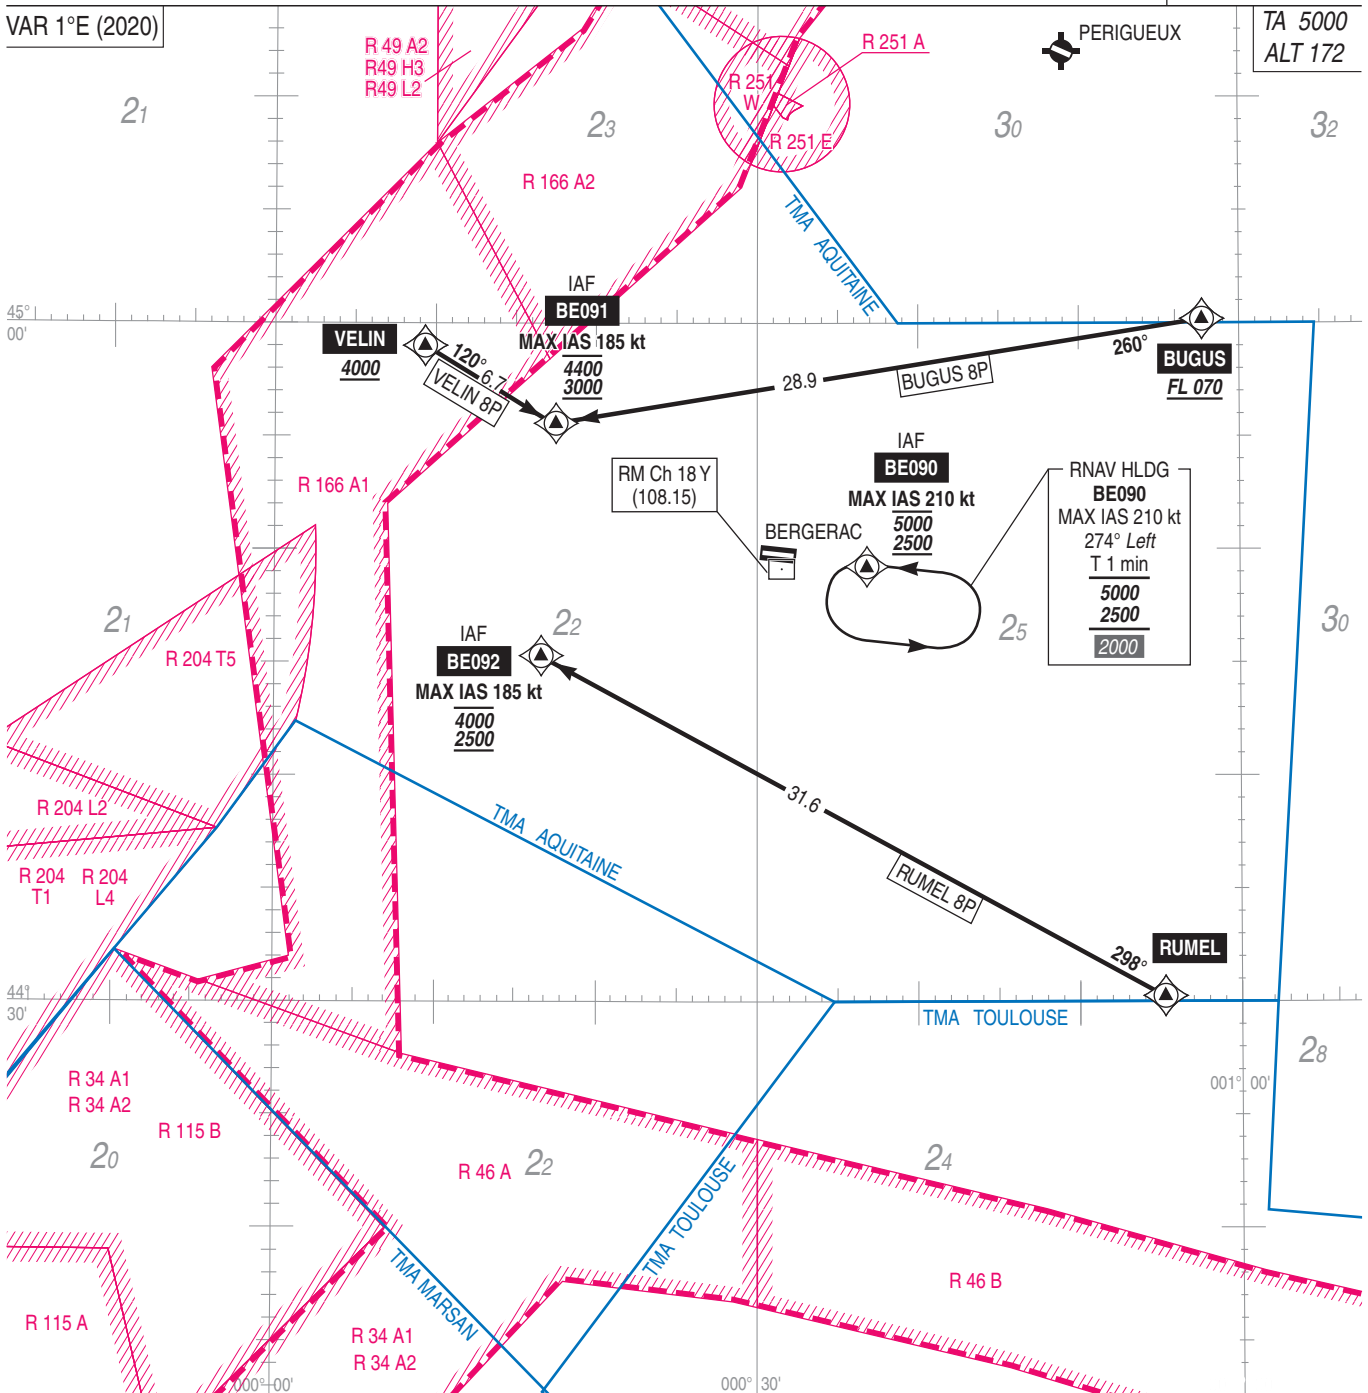 VAR 1°E (2020)
TA 5000
ALT 172
PERIGUEUX
R 49 A2
R49 H3
R49 L2
R 251 A
R 251
W
R 251 E
21
23
30
32
R 166 A2
TMA AQUITAINE
45°
00'
IAF
BE091
MAX IAS 185 kt
4400
3000
VELIN
4000
120°
6.7
VELIN 8P
28.9
BUGUS 8P
260°
BUGUS
FL 070
R 166 A1
RM Ch 18 Y
(108.15)
BERGERAC
IAF
BE090
MAX IAS 210 kt
5000
2500
RNAV HLDG
BE090
MAX IAS 210 kt
274° Left
T 1 min
5000
2500
2000
21
22
25
30
R 204 T5
IAF
BE092
MAX IAS 185 kt
4000
2500
R 204 L2
R 204
T1
R 204
L4
TMA AQUITAINE
31.6
RUMEL 8P
298°
RUMEL
44°
30'
TMA TOULOUSE
28
001° 00'
R 34 A1
R 34 A2
R 115 B
20
R 46 A
22
24
TMA TOULOUSE
TMA MARSAN
R 46 B
R 115 A
R 34 A1
R 34 A2
000° 00'
000° 30'